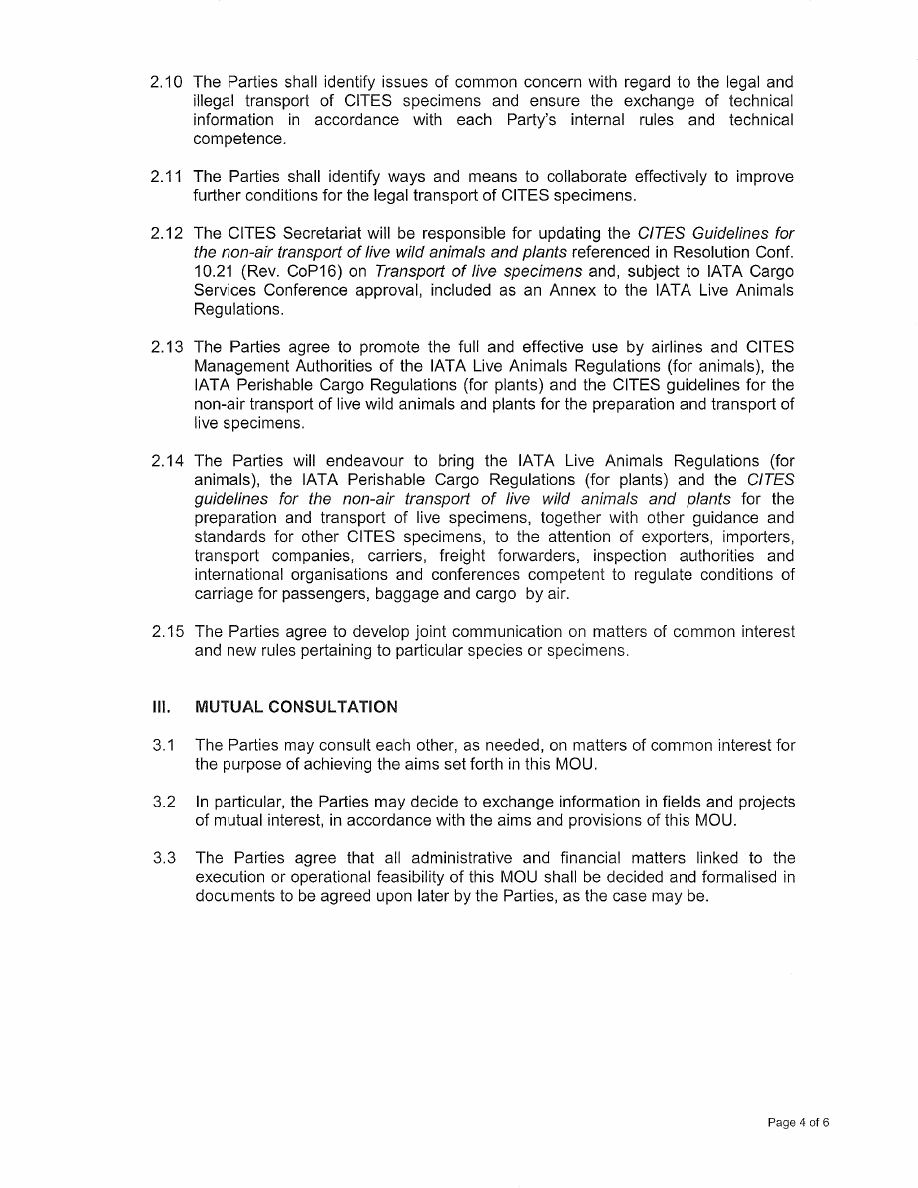 2.10 The Parties shall identify issues of common concern with regard to the legal and
illegal transport of CITES specimens and ensure the exchange of technical
information in accordance with each Party's internal rules and technical
competence.
2.11 The Parties shall identify ways and means to collaborate effectively to improve
further conditions for the legal transport of CITES specimens.
2.12 The CITES Secretariat will be responsible for updating the CITES Guidelines for
the non-air transport of live wild animals and plants referenced in Resolution Conf.
10.21 (Rev. CoP16) on Transport of live specimens and, subject to IATA Cargo
Services Conference approval, included as an Annex to the IATA Live Animals
Regulations.
2.13 The Parties agree to promote the full and effective use by airlines and CITES
Management Authorities of the IATA Live Animals Regulations (for animals), the
IATA Perishable Cargo Regulations (for plants) and the CITES guidelines for the
non-air transport of live wild animals and plants for the preparation and transport of
live specimens.
2.14 The Parties will endeavour to bring the IATA Live Animals Regulations (for
animals), the IATA Perishable Cargo Regulations (for plants) and the CITES
guidelines for the non-air transport of live wild animals and plants for the
preparation and transport of live specimens, together with other guidance and
standards for other CITES specimens, to the attention of exporters, importers,
transport companies, carriers, freight forwarders, inspection authorities and
international organisations and conferences competent to regulate conditions of
carriage for passengers, baggage and cargo by air.
2.15 The Parties agree to develop joint communication on matters of common interest
and new rules pertaining to particular species or specimens.
III. MUTUAL CONSULTATION
3.1 The Parties may consult each other, as needed, on matters of common interest for
the purpose of achieving the aims set forth in this MOU.
3.2 In particular, the Parties may decide to exchange information in fields and projects
of mutual interest, in accordance with the aims and provisions of this MOU.
3.3 The Parties agree that all administrative and financial matters linked to the
execution or operational feasibility of this MOU shall be decided and formalised in
documents to be agreed upon later by the Parties, as the case may be.
Page 4 of 6